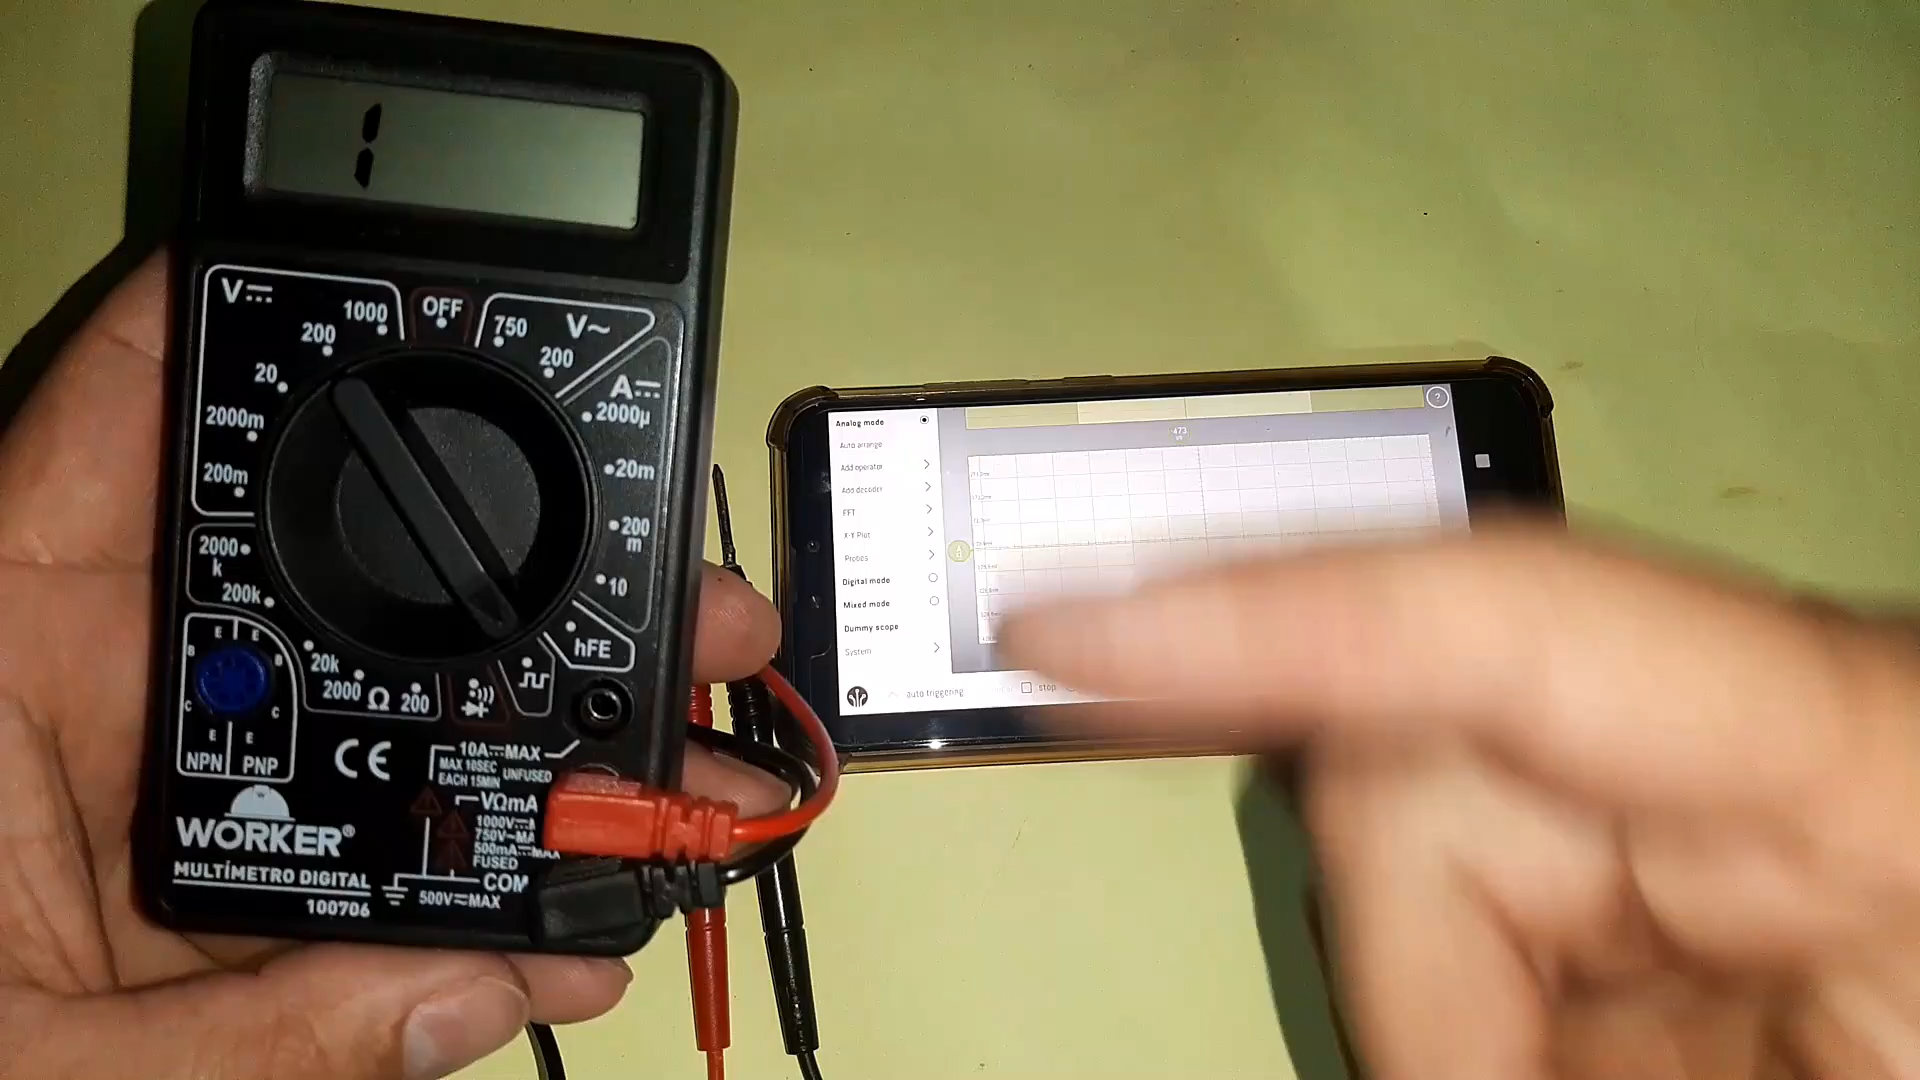 1
V⎓
1000
200
20
2000m
200m
OFF
750
V~
200
A⎓
2000µ
20m
200
m
10
2000
k
200k
20k
2000
Ω
200
hFE
E
E
B
B
C
C
E
E
NPN
PNP
CE
10A⎓MAX
MAX 10SEC
EACH 15MIN
UNFUSED
VΩmA
1000V
750V~MA
500mA⎓MAX
FUSED
COM
500V MAX
WORKER®
MULTÍMETRO DIGITAL
100706
Analog mode
Auto arrange
Add operator
Add decoder
FFT
X-Y Plot
Probes
Digital mode
Mixed mode
Dummy scope
System
auto triggering
stop
473
?